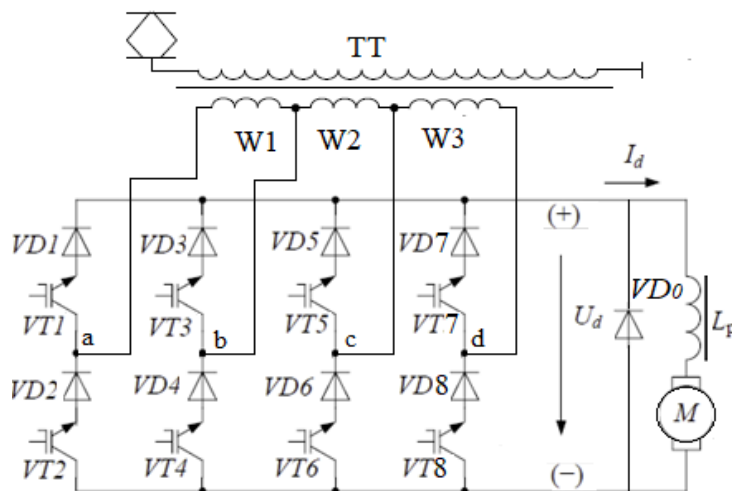 TT
W1 W2 W3
I_d
(+)
VD1 VD3 VD5 VD7
VD0
VT1 VT3 VT5 VT7
U_d
L_р
a b c d
VD2 VD4 VD6 VD8
M
VT2 VT4 VT6 VT8
(−)